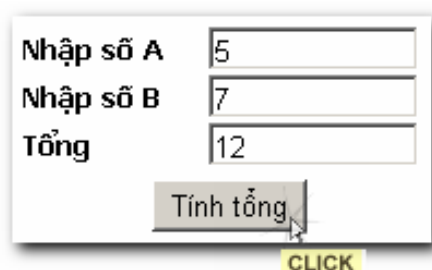 Nhập số A 5
Nhập số B 7
Tổng 12
Tính tổng
CLICK